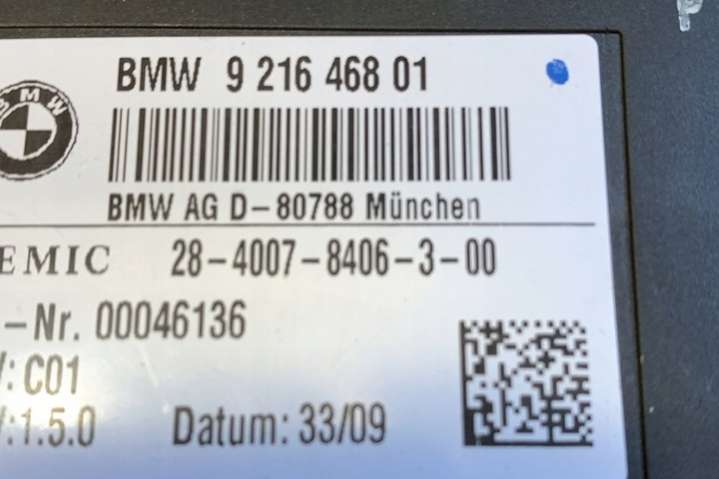 BMW 9 216 468 01
BMW
BMW AG D-80788 München
EMIC 28-4007-8406-3-00
-Nr. 00046136
: C01
:1.5.0 Datum: 33/09